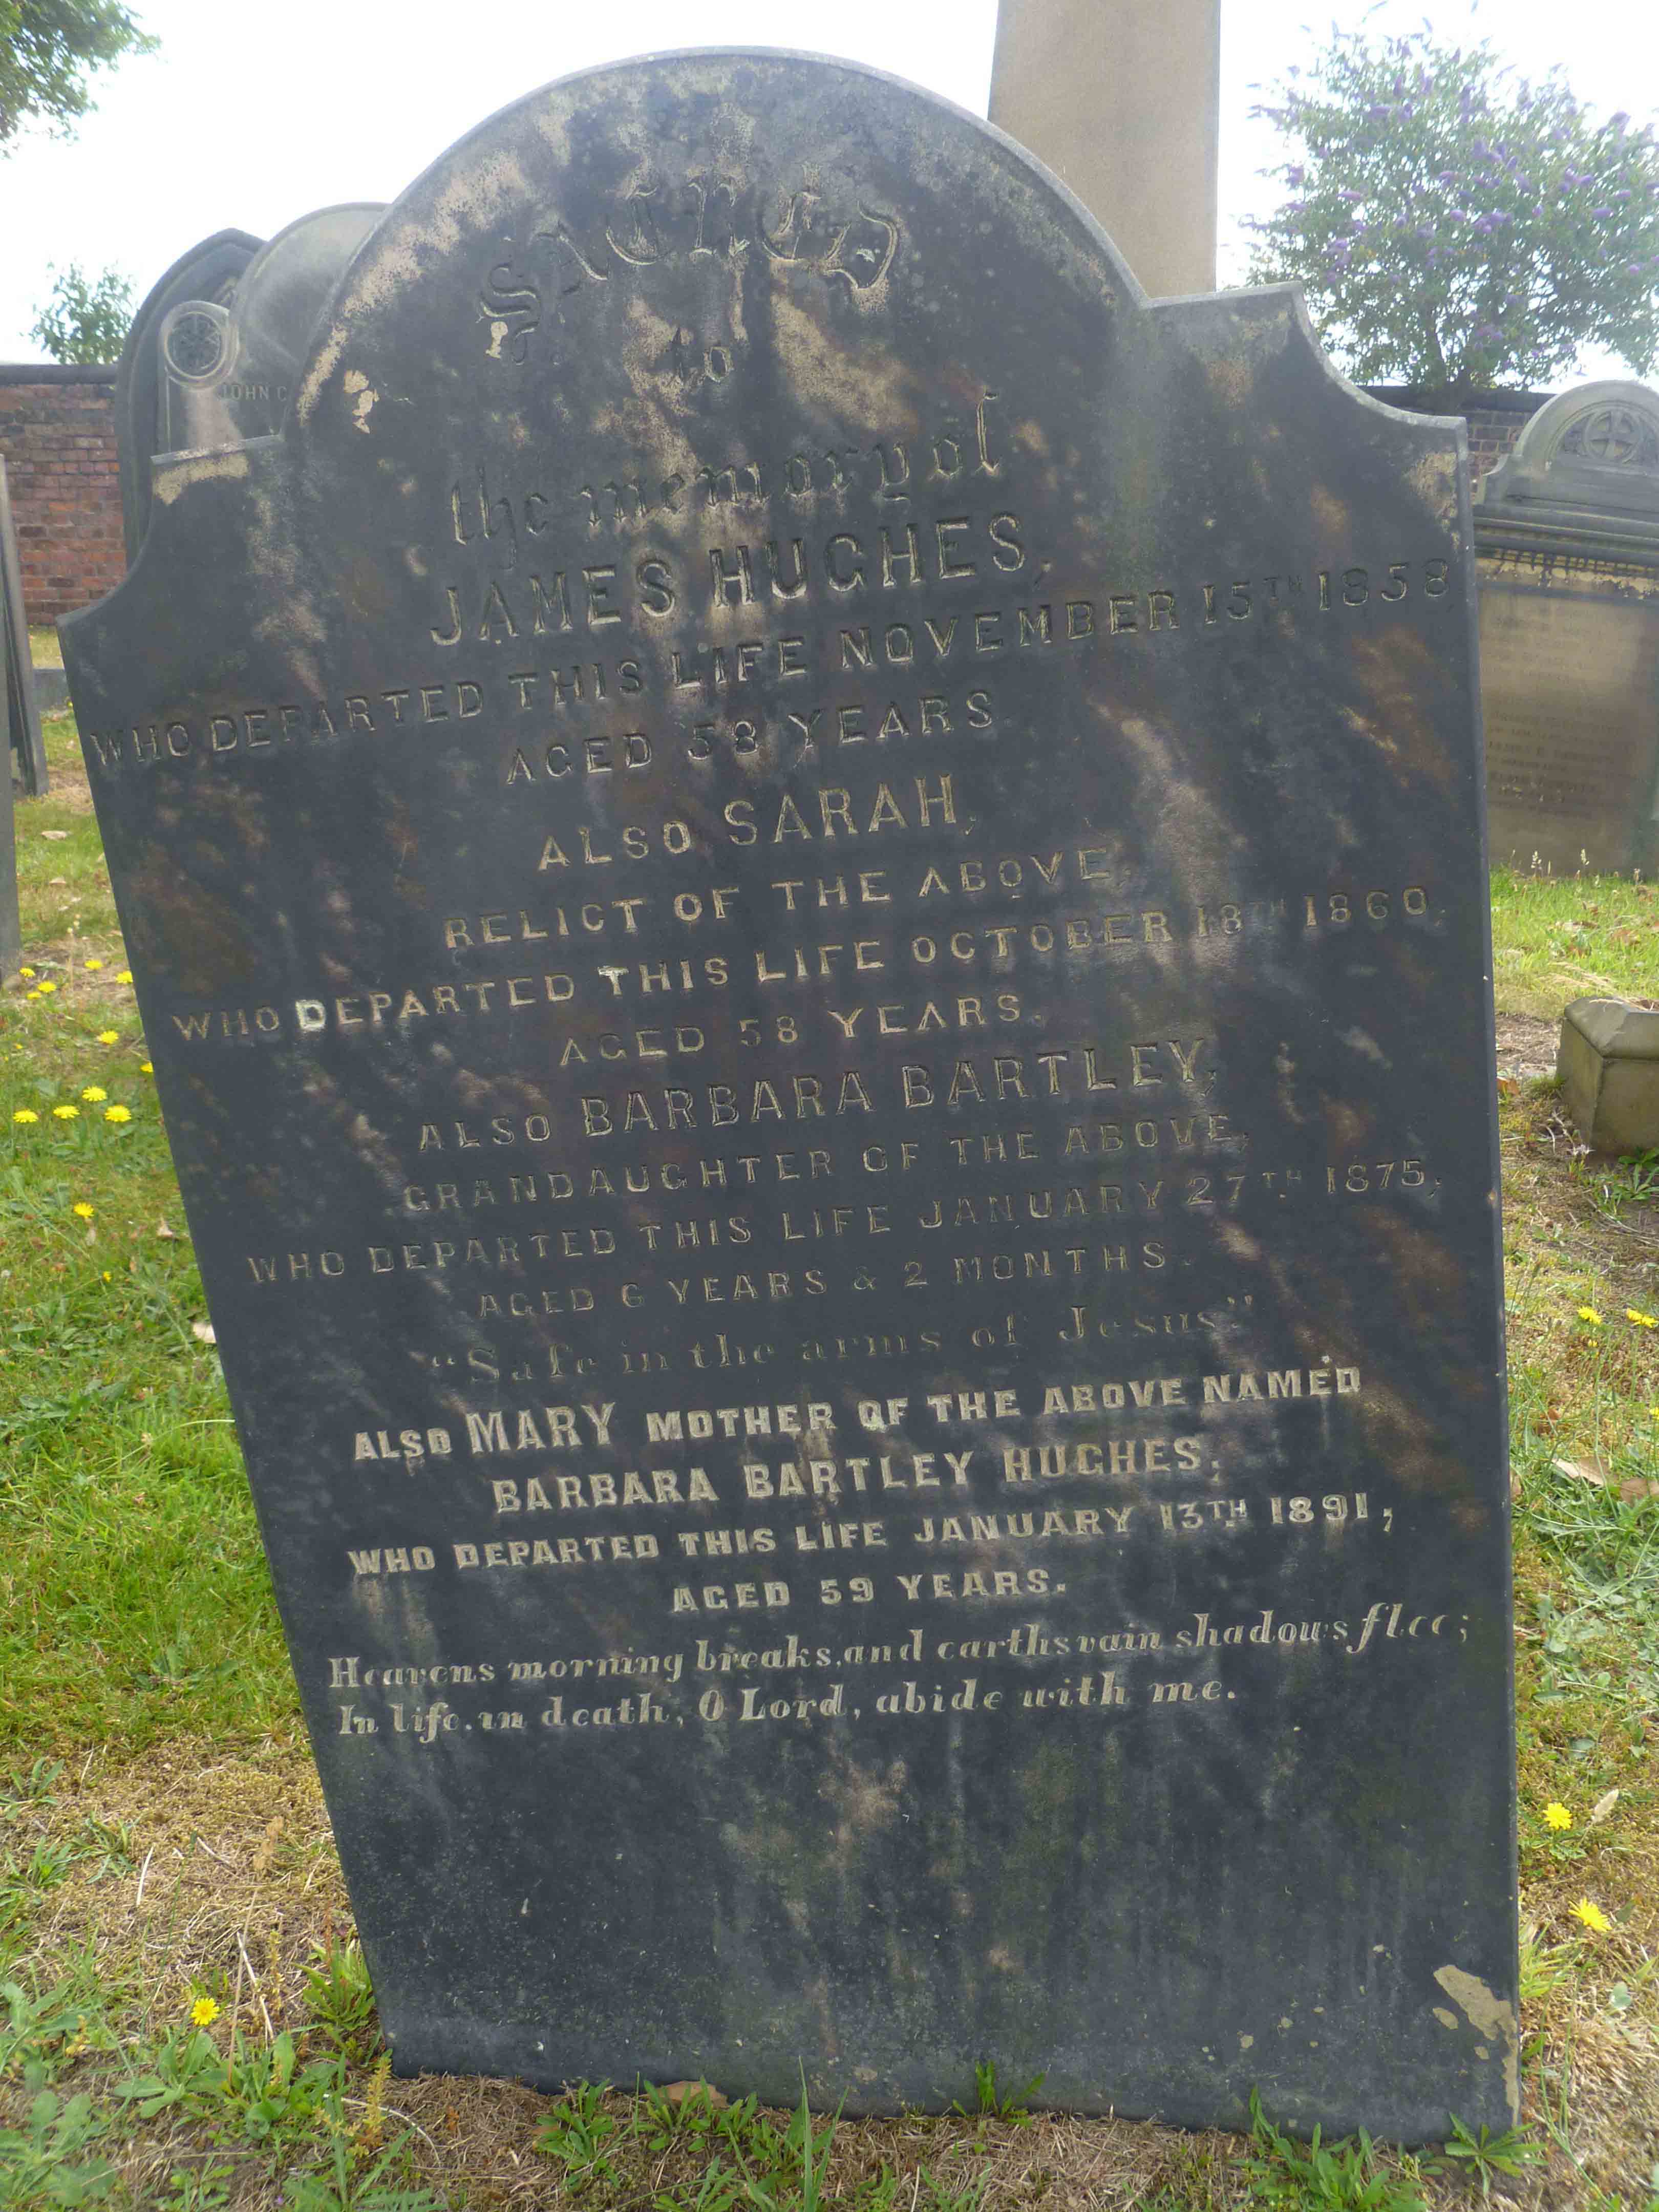 SACRED
to
the memory of
JAMES HUGHES,
WHO DEPARTED THIS LIFE NOVEMBER 15TH 1858
AGED 58 YEARS.
ALSO SARAH,
RELICT OF THE ABOVE,
WHO DEPARTED THIS LIFE OCTOBER 18TH 1860,
AGED 58 YEARS.
ALSO BARBARA BARTLEY,
GRANDAUGHTER OF THE ABOVE,
WHO DEPARTED THIS LIFE JANUARY 27TH 1875,
AGED 6 YEARS & 2 MONTHS.
"Safe in the arms of Jesus"
ALSO MARY MOTHER OF THE ABOVE NAMED
BARBARA BARTLEY HUGHES,
WHO DEPARTED THIS LIFE JANUARY 13TH 1891,
AGED 59 YEARS.
Heavens morning breaks, and earths vain shadows flee;
In life, in death, O Lord, abide with me.
JOHN C